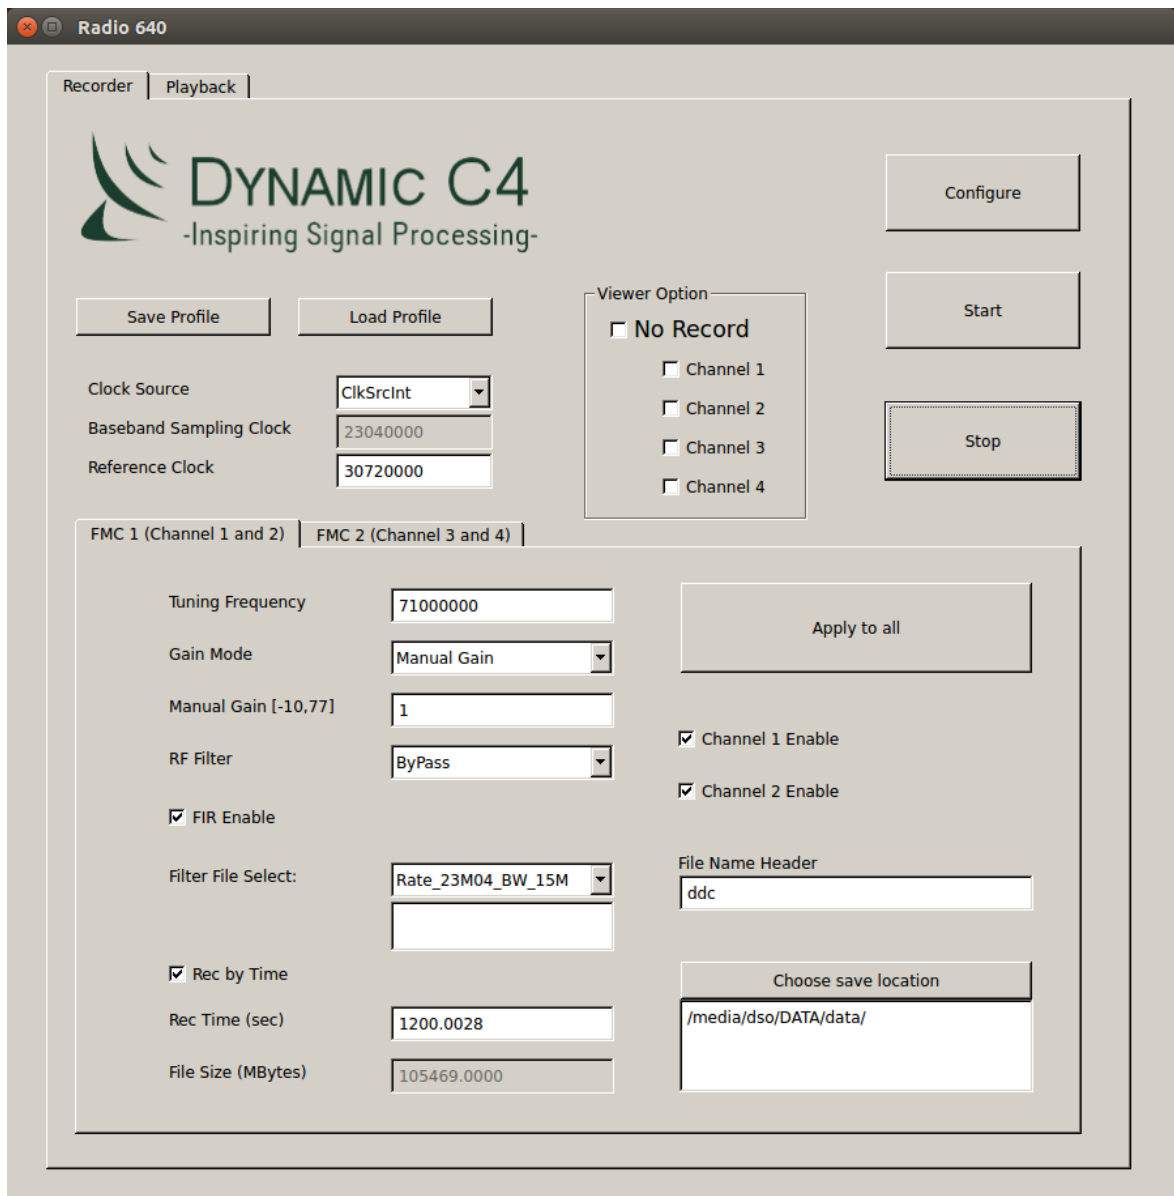 Radio 640
Recorder
Playback
DYNAMIC C4
-Inspiring Signal Processing-
Configure
Save Profile
Load Profile
Viewer Option
No Record
Start
Channel 1
Clock Source
ClkSrcInt
Channel 2
Baseband Sampling Clock
23040000
Channel 3
Stop
Reference Clock
30720000
Channel 4
FMC 1 (Channel 1 and 2)
FMC 2 (Channel 3 and 4)
Tuning Frequency
71000000
Apply to all
Gain Mode
Manual Gain
Manual Gain [-10,77]
1
Channel 1 Enable
RF Filter
ByPass
Channel 2 Enable
FIR Enable
Filter File Select:
Rate_23M04_BW_15M
File Name Header
ddc
Rec by Time
Choose save location
Rec Time (sec)
1200.0028
/media/dso/DATA/data/
File Size (MBytes)
105469.0000